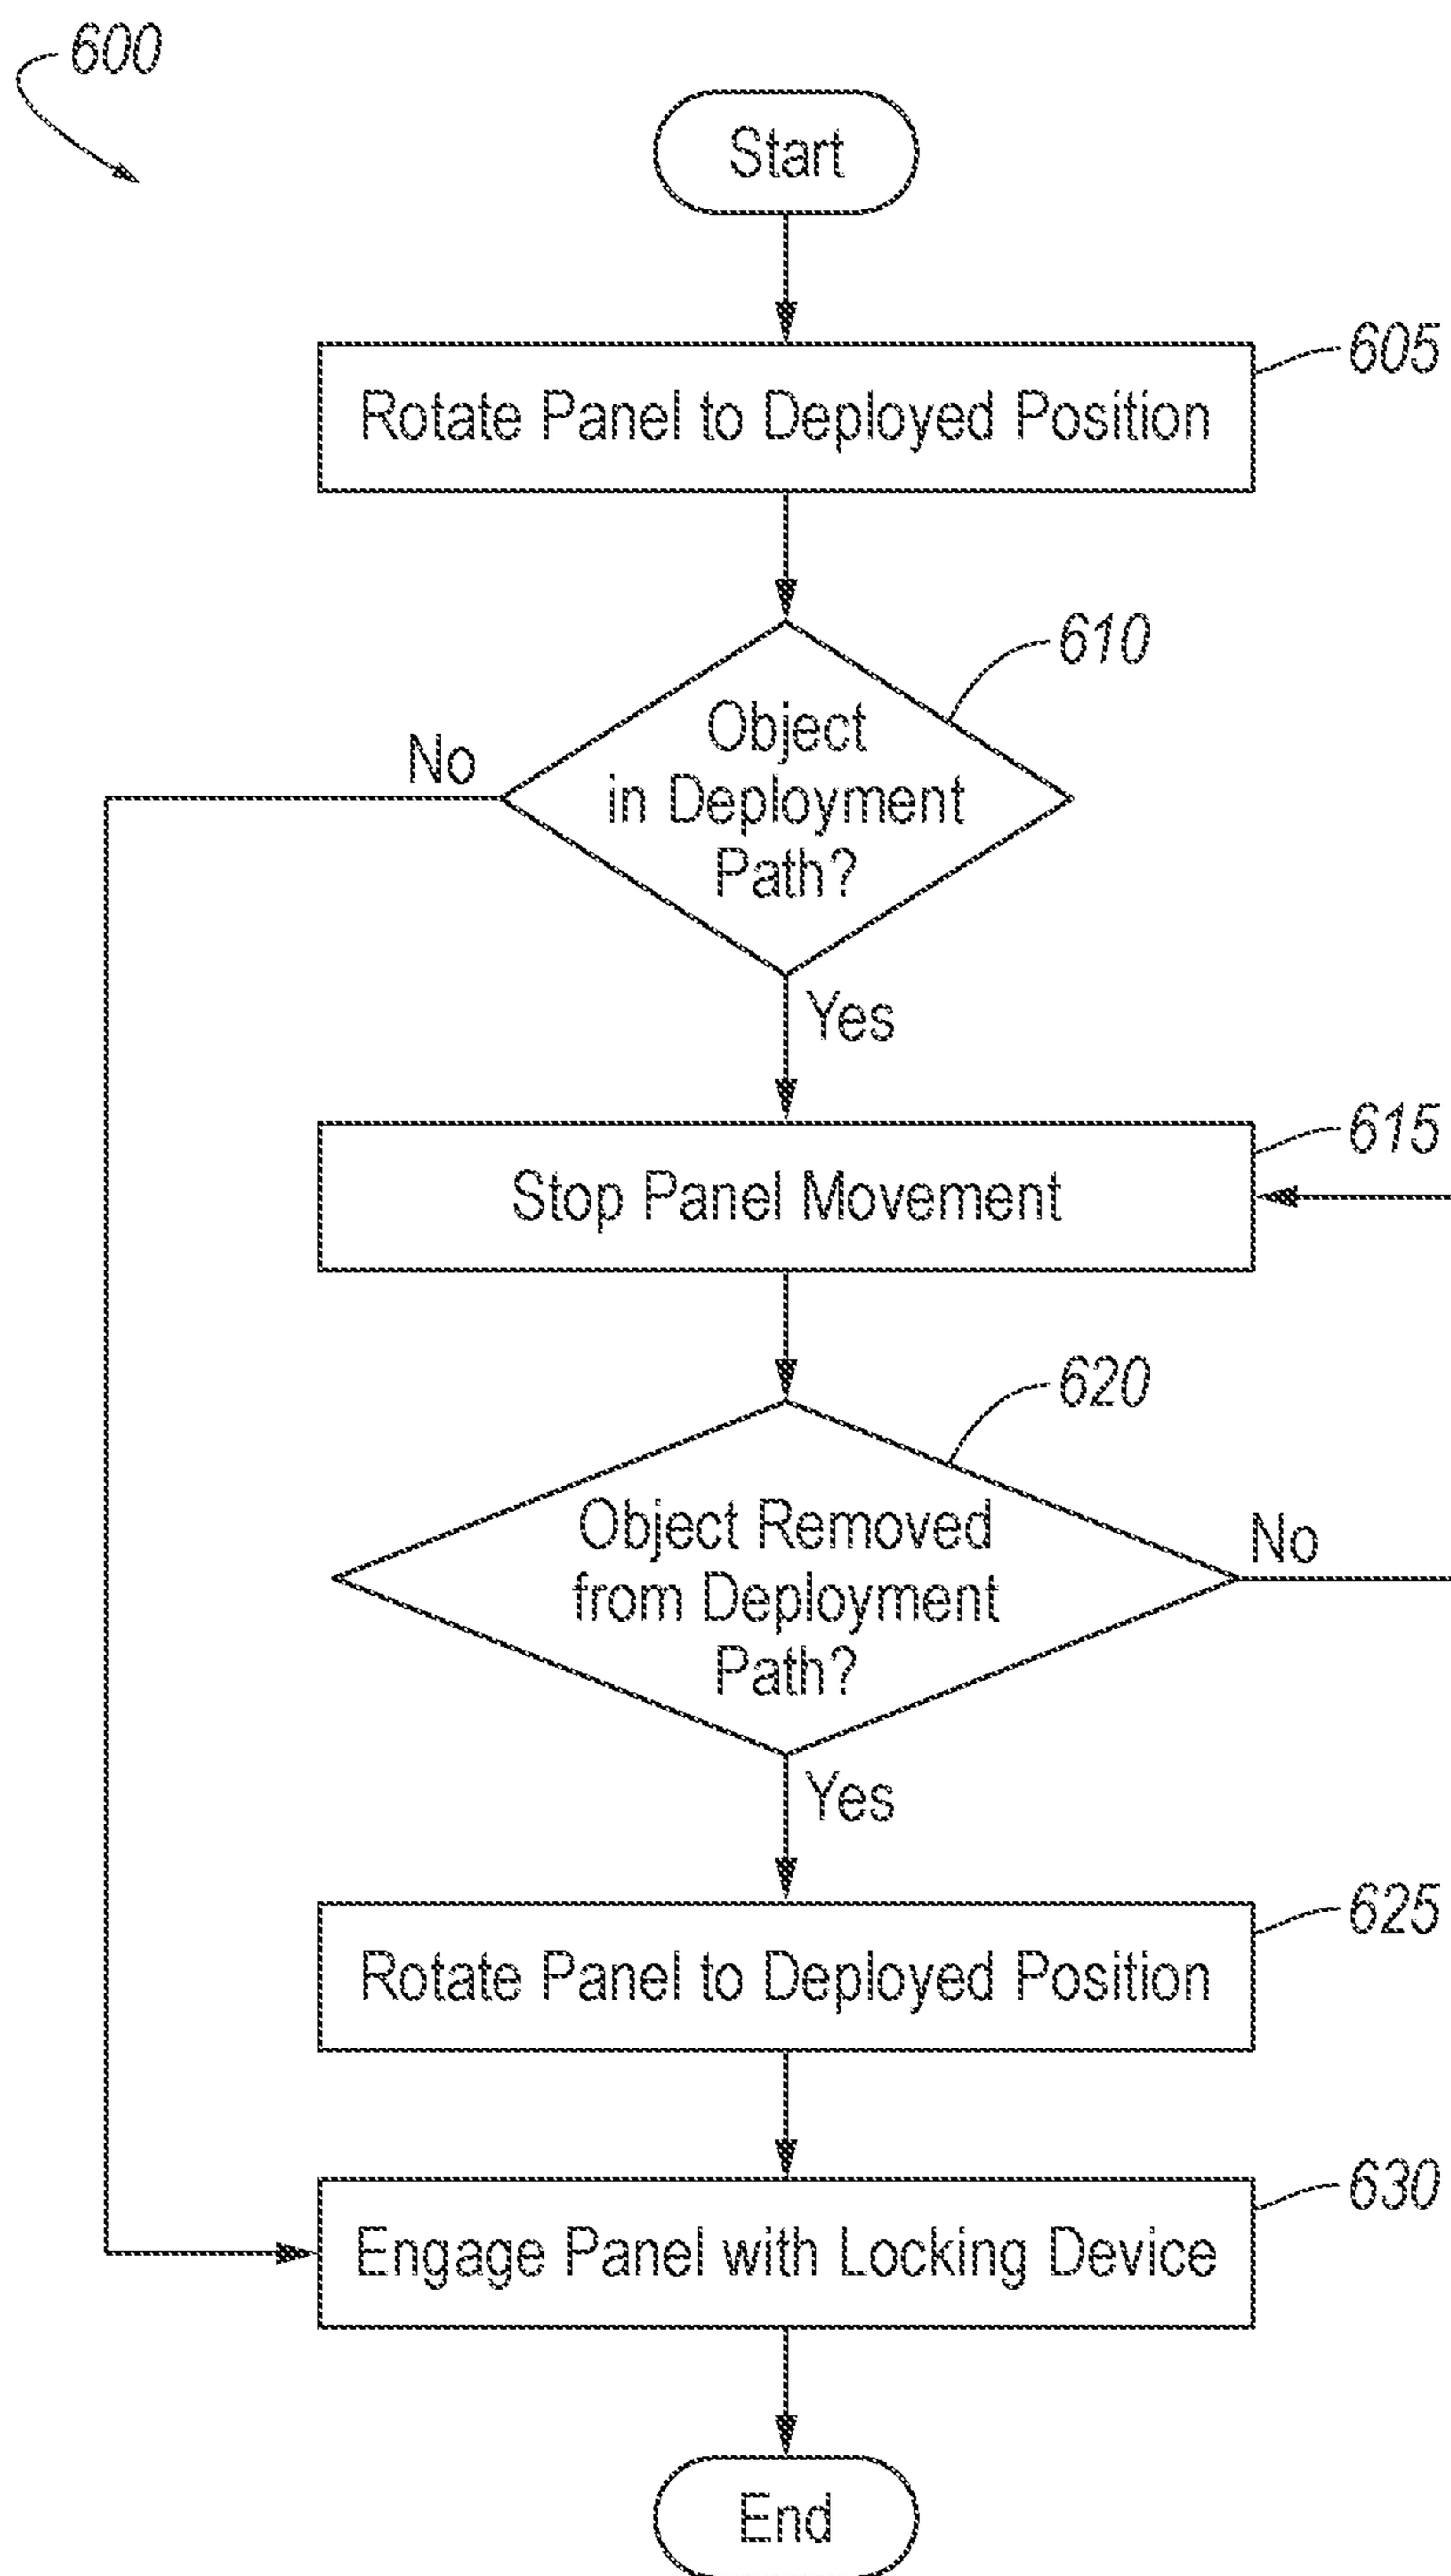 600
Start
605
Rotate Panel to Deployed Position
610
Object
in Deployment
Path?
No
Yes
615
Stop Panel Movement
620
Object Removed
from Deployment
Path?
No
Yes
625
Rotate Panel to Deployed Position
630
Engage Panel with Locking Device
End